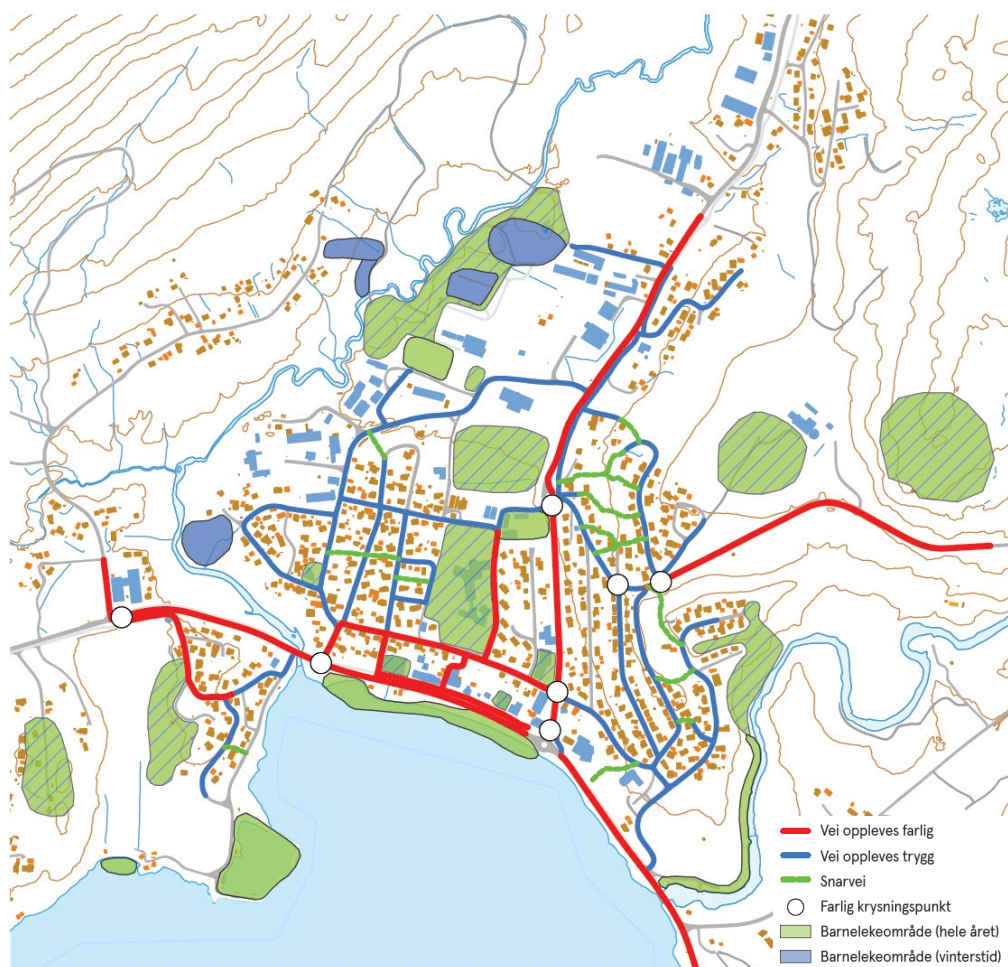 Vei oppleves farlig
Vei oppleves trygg
Snarvei
Farlig krysningspunkt
Barnelekeområde (hele året)
Barnelekeområde (vinterstid)